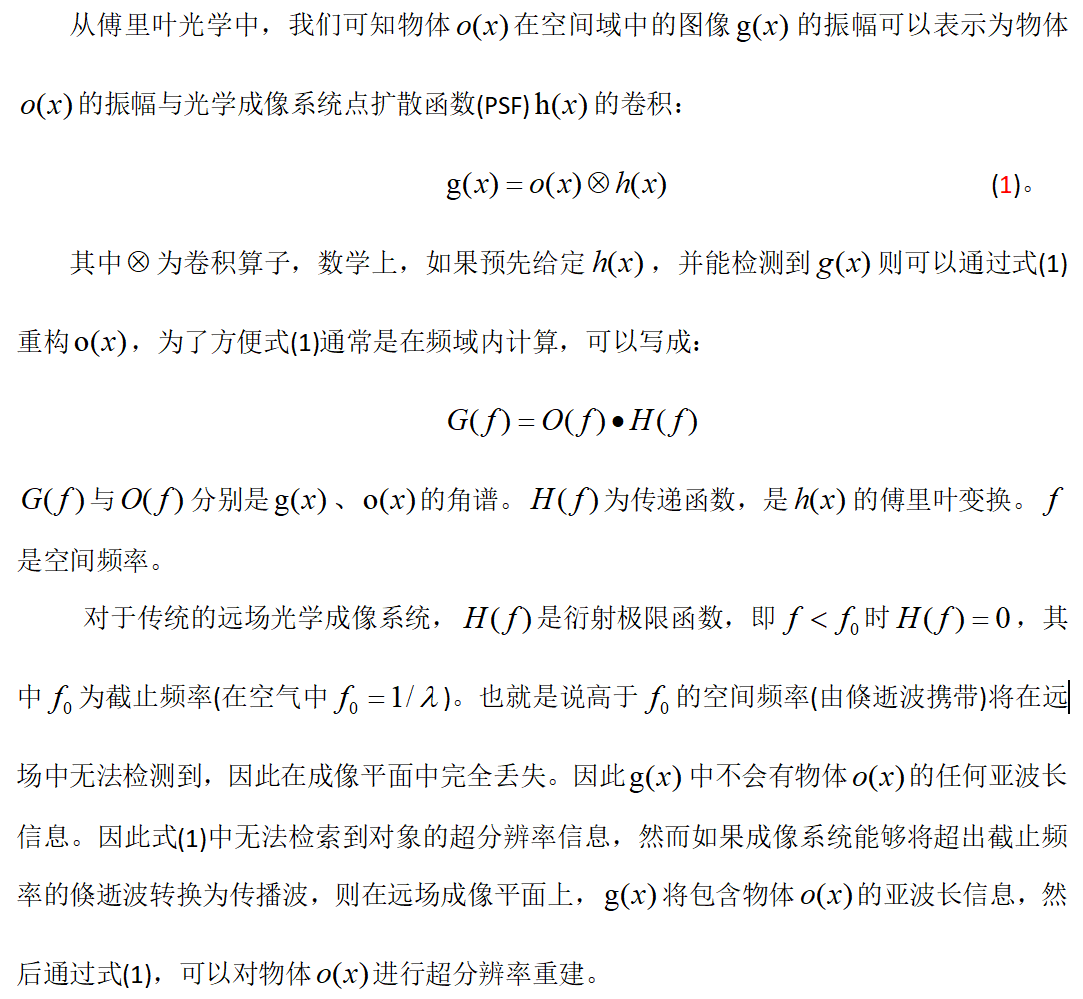 从傅里叶光学中，我们可知物体 o(x) 在空间域中的图像 g(x) 的振幅可以表示为物体
o(x) 的振幅与光学成像系统点扩散函数(PSF) h(x) 的卷积：
g(x) = o(x) ⊗ h(x) (1)。
其中 ⊗ 为卷积算子，数学上，如果预先给定 h(x) ，并能检测到 g(x) 则可以通过式(1)
重构 o(x)，为了方便式(1)通常是在频域内计算，可以写成：
G(f) = O(f) • H(f)
G(f) 与 O(f) 分别是 g(x) 、o(x) 的角谱。H(f) 为传递函数，是 h(x) 的傅里叶变换。f
是空间频率。
对于传统的远场光学成像系统， H(f) 是衍射极限函数，即 f < f₀ 时 H(f) = 0，其
中 f₀ 为截止频率(在空气中 f₀ = 1/ λ )。也就是说高于 f₀ 的空间频率(由倏逝波携带)将在远
场中无法检测到，因此在成像平面中完全丢失。因此 g(x) 中不会有物体 o(x) 的任何亚波长
信息。因此式(1)中无法检索到对象的超分辨率信息，然而如果成像系统能够将超出截止频
率的倏逝波转换为传播波，则在远场成像平面上， g(x) 将包含物体 o(x) 的亚波长信息，然
后通过式(1)，可以对物体 o(x) 进行超分辨率重建。